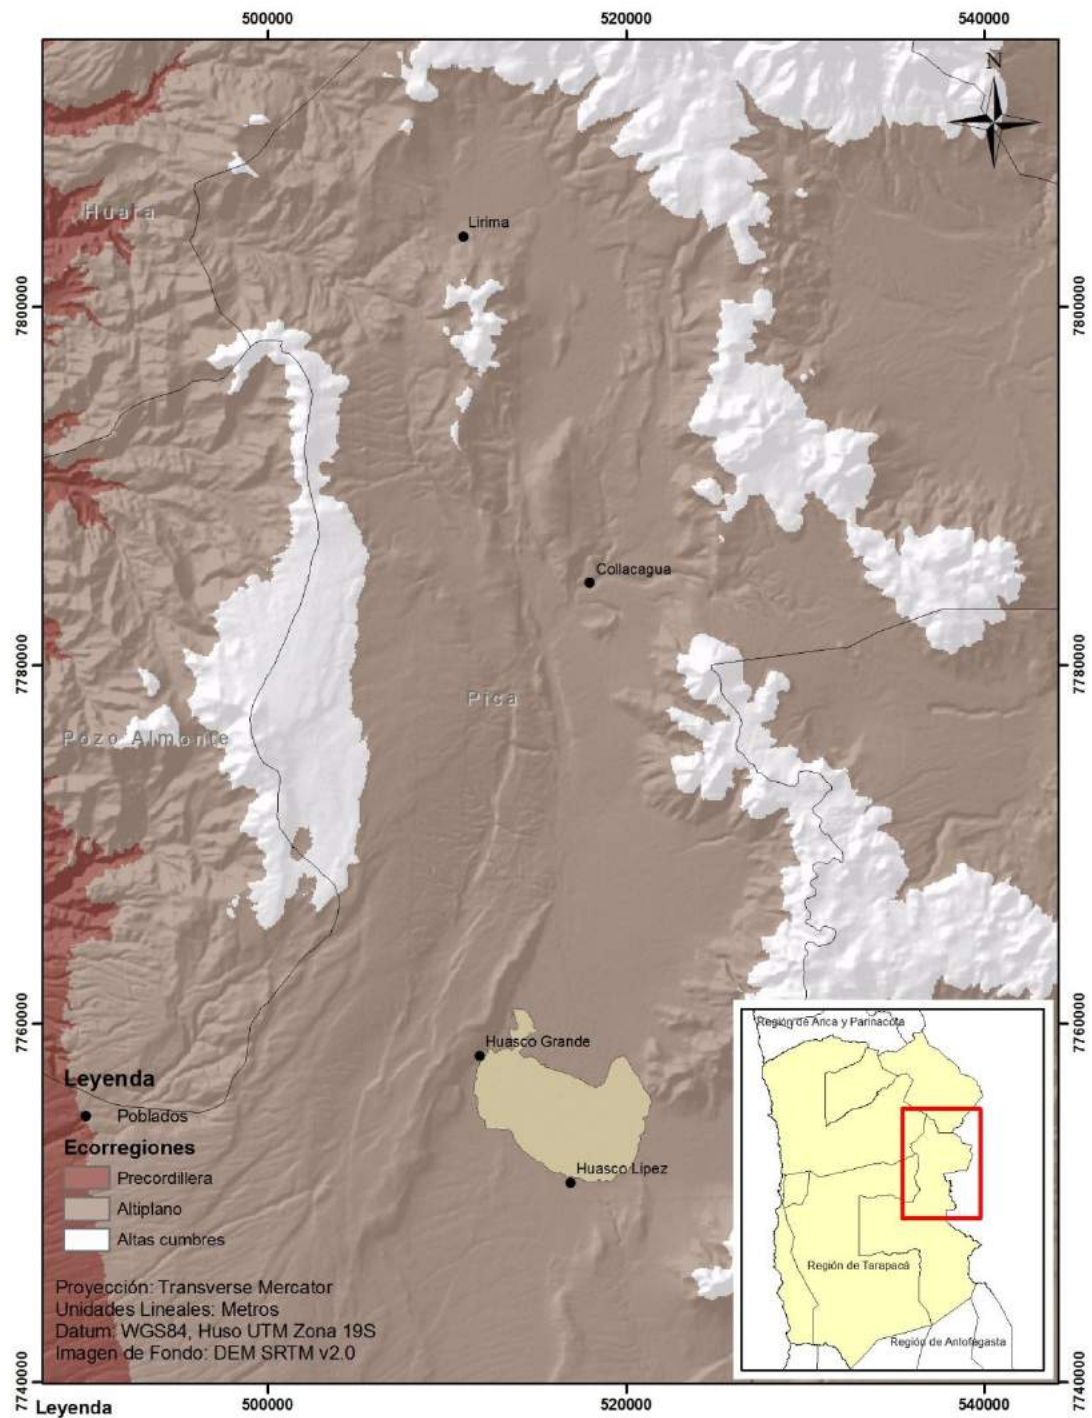 500000
520000
540000
N
Huara
Lirima
7800000
7800000
Collacagua
7780000
7780000
Pica
Pozo Almonte
7760000
7760000
Huasco Grande
Huasco Lipez
Leyenda
Poblados
Ecorregiones
Precordillera
Altiplano
Altas cumbres
Proyección: Transverse Mercator
Unidades Lineales: Metros
Datum: WGS84, Huso UTM Zona 19S
Imagen de Fondo: DEM SRTM v2.0
Región de Arica y Parinacota
Región de Tarapacá
Región de Antofagasta
7740000
7740000
Leyenda
500000
520000
540000